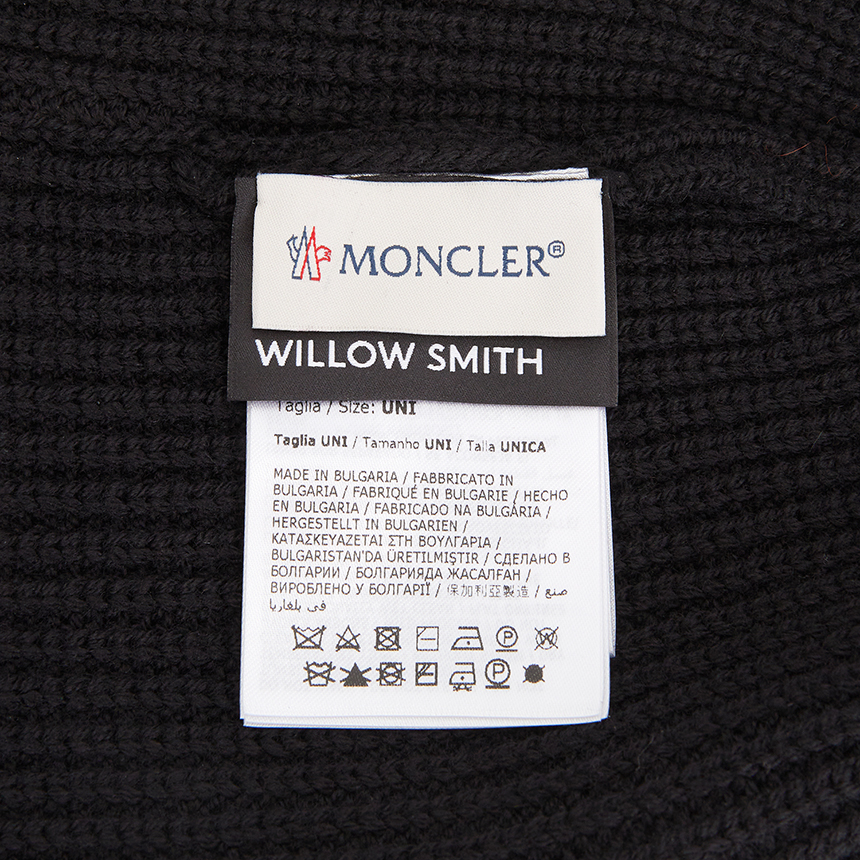 MONCLER®
WILLOW SMITH
Taglia / Size: UNI
Taglia UNI / Tamanho UNI / Talla UNICA
MADE IN BULGARIA / FABBRICATO IN
BULGARIA / FABRIQUÉ EN BULGARIE / HECHO
EN BULGARIA / FABRICADO NA BULGÁRIA /
HERGESTELLT IN BULGARIEN /
ΚΑΤΑΣΚΕΥΑΖΕΤΑΙ ΣΤΗ ΒΟΥΛΓΑΡΙΑ /
BULGARISTAN'DA ÜRETILMIŞTIR / СДЕЛАНО В
БОЛГАРИИ / БОЛГАРИЯДА ЖАСАЛҒАН /
ВИРОБЛЕНО У БОЛГАРІЇ / 保加利亞製造 / صنع
في بلغاريا